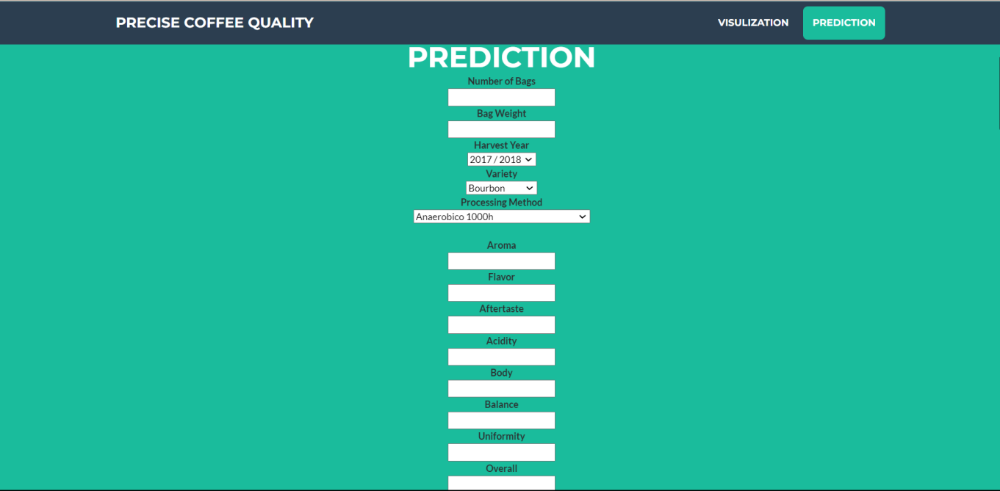 PRECISE COFFEE QUALITY
VISULIZATION
PREDICTION
PREDICTION
Number of Bags
Bag Weight
Harvest Year
2017 / 2018
Variety
Bourbon
Processing Method
Anaerobico 1000h
Aroma
Flavor
Aftertaste
Acidity
Body
Balance
Uniformity
Overall